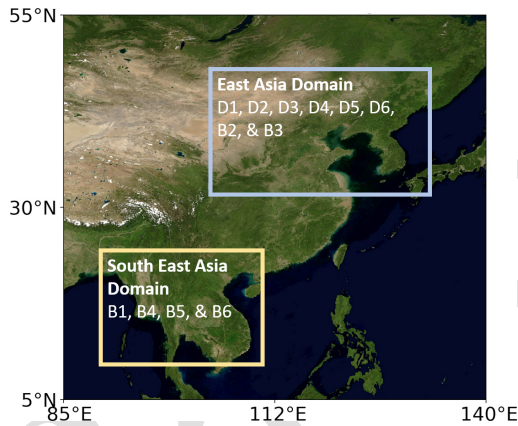 55°N
East Asia Domain
D1, D2, D3, D4, D5, D6,
B2, & B3
30°N
South East Asia
Domain
B1, B4, B5, & B6
5°N
85°E
112°E
140°E